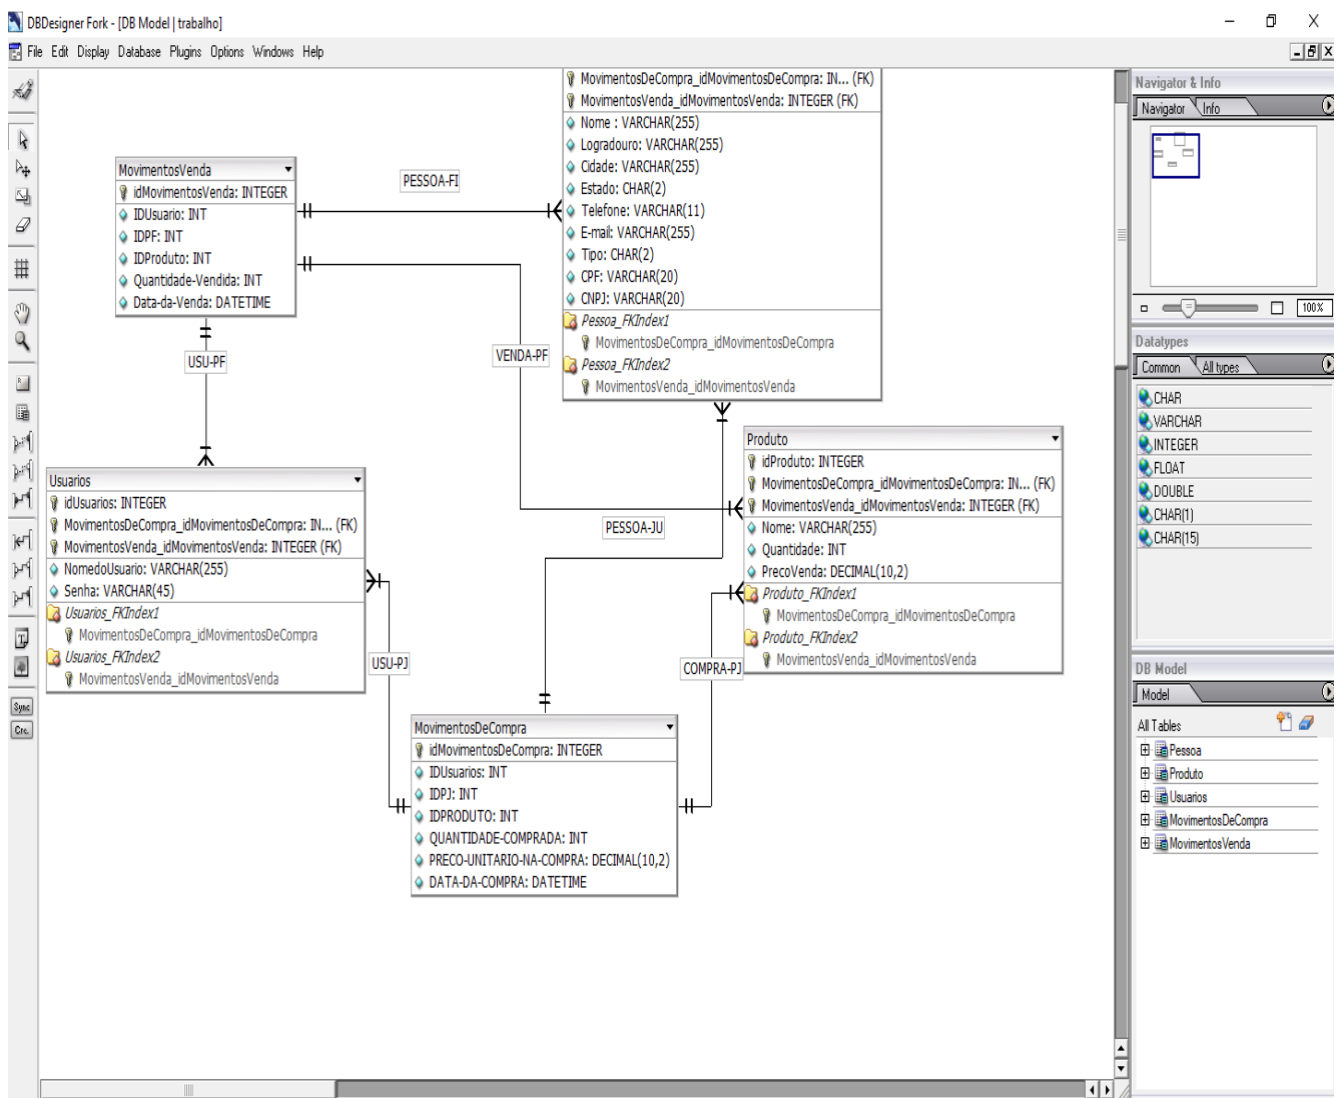 DBDesigner Fork - [DB Model | trabalho]
File Edit Display Database Plugins Options Windows Help
MovimentosDeCompra_idMovimentosDeCompra: IN... (FK)
MovimentosVenda_idMovimentosVenda: INTEGER (FK)
Nome : VARCHAR(255)
Logradouro: VARCHAR(255)
Cidade: VARCHAR(255)
Estado: CHAR(2)
Telefone: VARCHAR(11)
E-mail: VARCHAR(255)
Tipo: CHAR(2)
CPF: VARCHAR(20)
CNPJ: VARCHAR(20)
Pessoa_FKIndex1
MovimentosDeCompra_idMovimentosDeCompra
Pessoa_FKIndex2
MovimentosVenda_idMovimentosVenda
MovimentosVenda
idMovimentosVenda: INTEGER
IDUsuario: INT
IDPF: INT
IDProduto: INT
Quantidade-Vendida: INT
Data-da-Venda: DATETIME
PESSOA-FI
VENDA-PF
USU-PF
PESSOA-JU
USU-PJ
COMPRA-PJ
Usuarios
idUsuarios: INTEGER
MovimentosDeCompra_idMovimentosDeCompra: IN... (FK)
MovimentosVenda_idMovimentosVenda: INTEGER (FK)
NomedoUsuario: VARCHAR(255)
Senha: VARCHAR(45)
Usuarios_FKIndex1
MovimentosDeCompra_idMovimentosDeCompra
Usuarios_FKIndex2
MovimentosVenda_idMovimentosVenda
Produto
idProduto: INTEGER
MovimentosDeCompra_idMovimentosDeCompra: IN... (FK)
MovimentosVenda_idMovimentosVenda: INTEGER (FK)
Nome: VARCHAR(255)
Quantidade: INT
PrecoVenda: DECIMAL(10,2)
Produto_FKIndex1
MovimentosDeCompra_idMovimentosDeCompra
Produto_FKIndex2
MovimentosVenda_idMovimentosVenda
MovimentosDeCompra
idMovimentosDeCompra: INTEGER
IDUsuarios: INT
IDPJ: INT
IDPRODUTO: INT
QUANTIDADE-COMPRADA: INT
PRECO-UNITARIO-NA-COMPRA: DECIMAL(10,2)
DATA-DA-COMPRA: DATETIME
Sync
Navigator & Info
Navigator Info
100%
Datatypes
Common All types
CHAR
VARCHAR
INTEGER
FLOAT
DOUBLE
CHAR(1)
CHAR(15)
DB Model
Model
All Tables
Pessoa
Produto
Usuarios
MovimentosDeCompra
MovimentosVenda